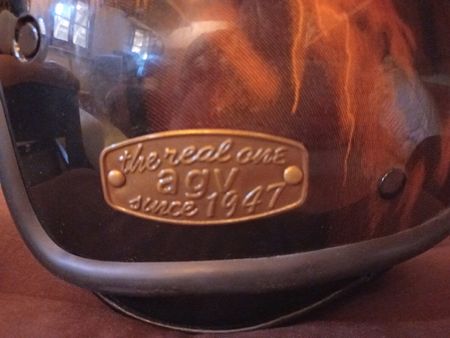 the real one
agv
since 1947